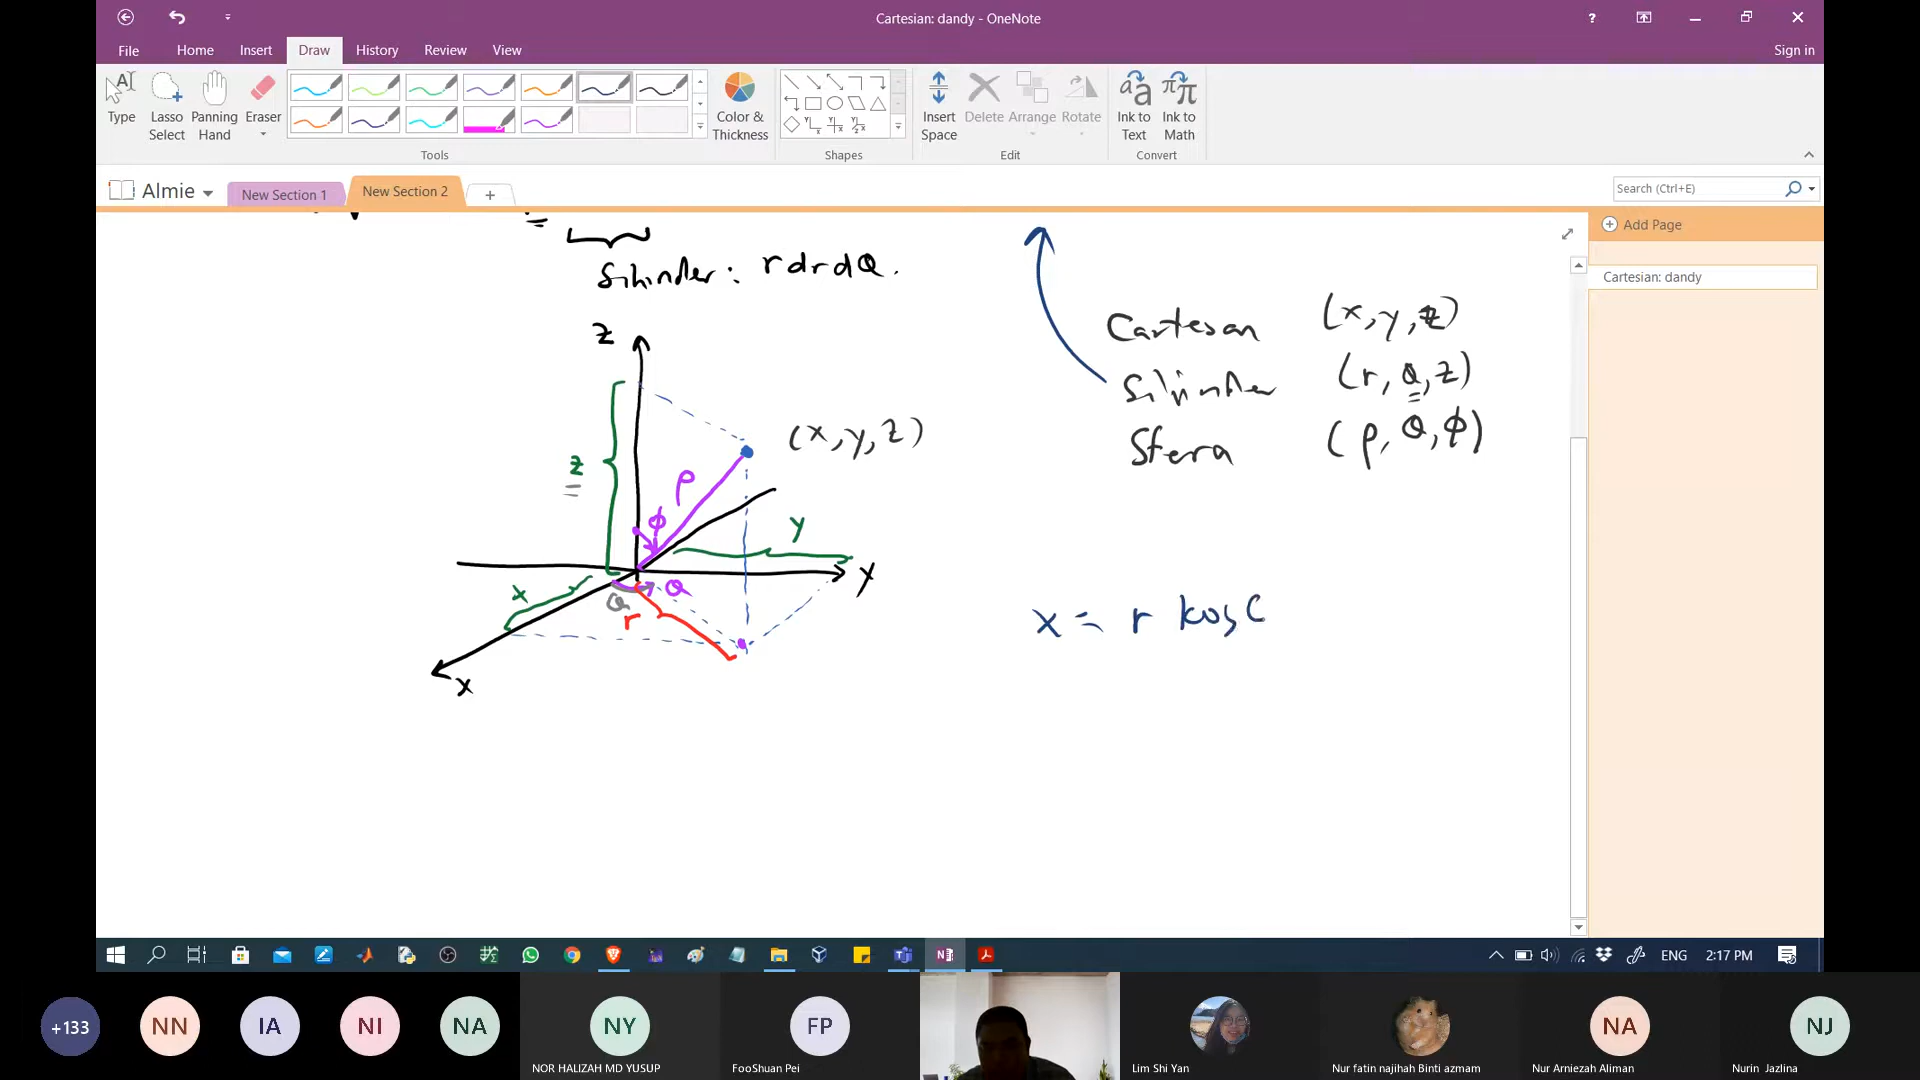 Cartesian: dandy - OneNote
?
File
Home
Insert
Draw
History
Review
View
Sign in
Type
Lasso Select
Panning Hand
Eraser
Color & Thickness
Insert Space
Delete
Arrange
Rotate
Ink to Text
Ink to Math
Tools
Shapes
Edit
Convert
Almie
New Section 1
New Section 2
+
Search (Ctrl+E)
Add Page
Cartesian: dandy
Silinder: r dr dθ.
Cartesan (x, y, z)
Silinder (r, θ, z)
Sfera (ρ, θ, φ)
z
(x, y, z)
z
ρ
φ
y
y
x
θ
θ
r
x
x = r kos C
ENG
2:17 PM
+133
NN
IA
NI
NA
NY
FP
NA
NJ
NOR HALIZAH MD YUSUP
FooShuan Pei
Lim Shi Yan
Nur fatin najihah Binti azmam
Nur Arniezah Aliman
Nurin Jazlina